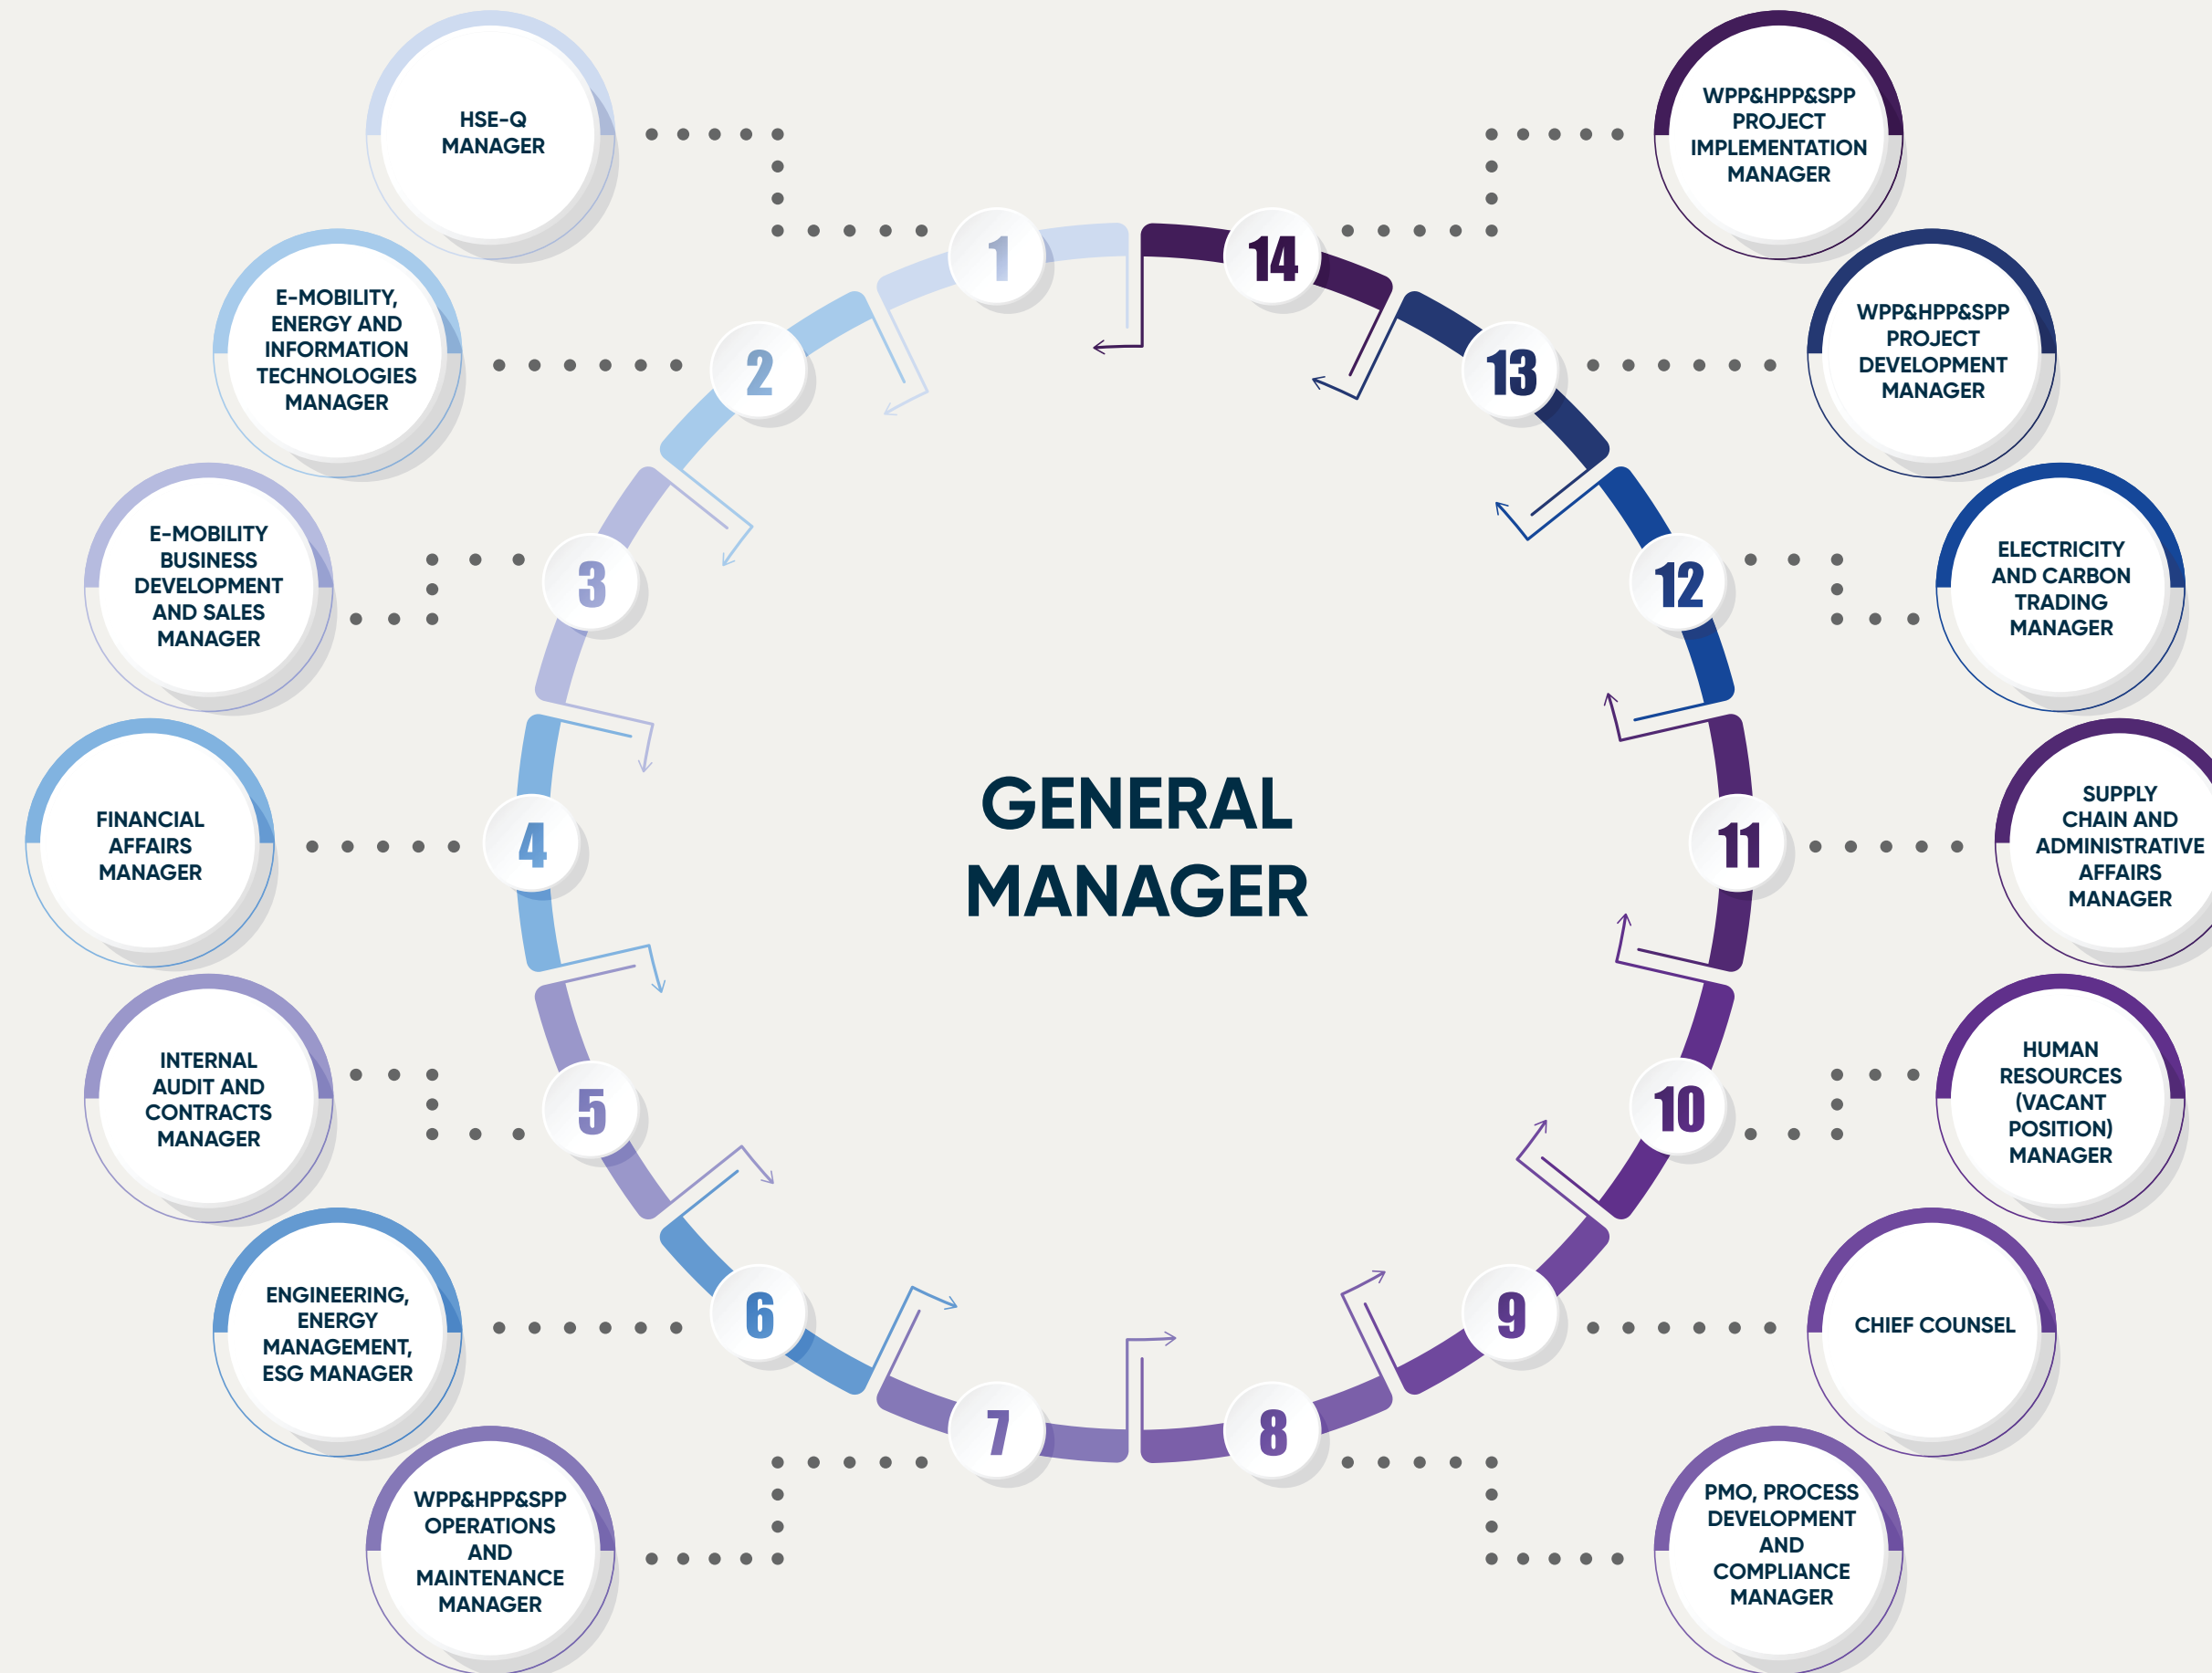 HSE-Q
MANAGER
1
E-MOBILITY,
ENERGY AND
INFORMATION
TECHNOLOGIES
MANAGER
2
E-MOBILITY
BUSINESS
DEVELOPMENT
AND SALES
MANAGER
3
FINANCIAL
AFFAIRS
MANAGER
4
INTERNAL
AUDIT AND
CONTRACTS
MANAGER
5
ENGINEERING,
ENERGY
MANAGEMENT,
ESG MANAGER
6
WPP&HPP&SPP
OPERATIONS
AND
MAINTENANCE
MANAGER
7
GENERAL
MANAGER
8
PMO, PROCESS
DEVELOPMENT
AND
COMPLIANCE
MANAGER
9
CHIEF COUNSEL
10
HUMAN
RESOURCES
(VACANT
POSITION)
MANAGER
11
SUPPLY
CHAIN AND
ADMINISTRATIVE
AFFAIRS
MANAGER
12
ELECTRICITY
AND CARBON
TRADING
MANAGER
13
WPP&HPP&SPP
PROJECT
DEVELOPMENT
MANAGER
14
WPP&HPP&SPP
PROJECT
IMPLEMENTATION
MANAGER